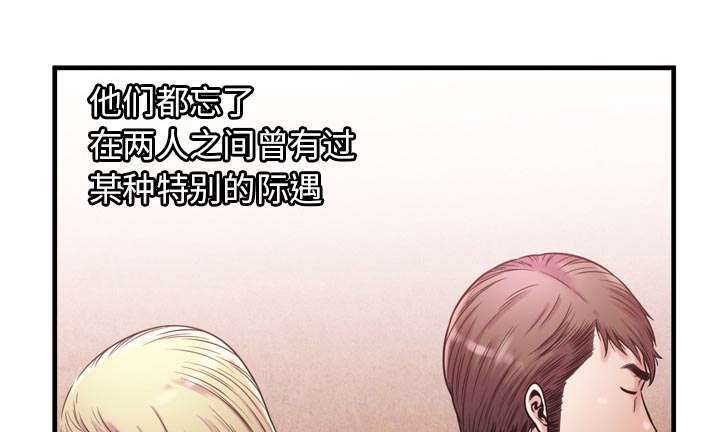 他们都忘了
在两人之间曾有过
某种特别的际遇